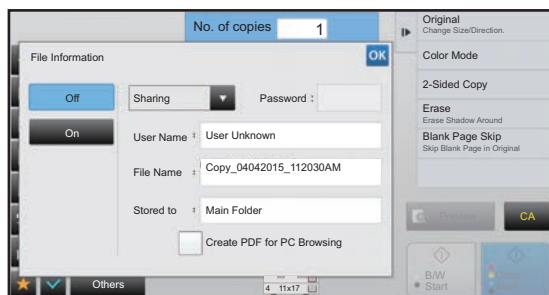 No. of copies 1
Original
Change Size/Direction.
File Information OK
Color Mode
Off Sharing Password :
2-Sided Copy
On User Name : User Unknown
Erase
Erase Shadow Around
Blank Page Skip
Skip Blank Page in Original
File Name : Copy_04042015_112030AM
Stored to : Main Folder
Preview CA
Create PDF for PC Browsing
Others
4 11x17
B/W
Start